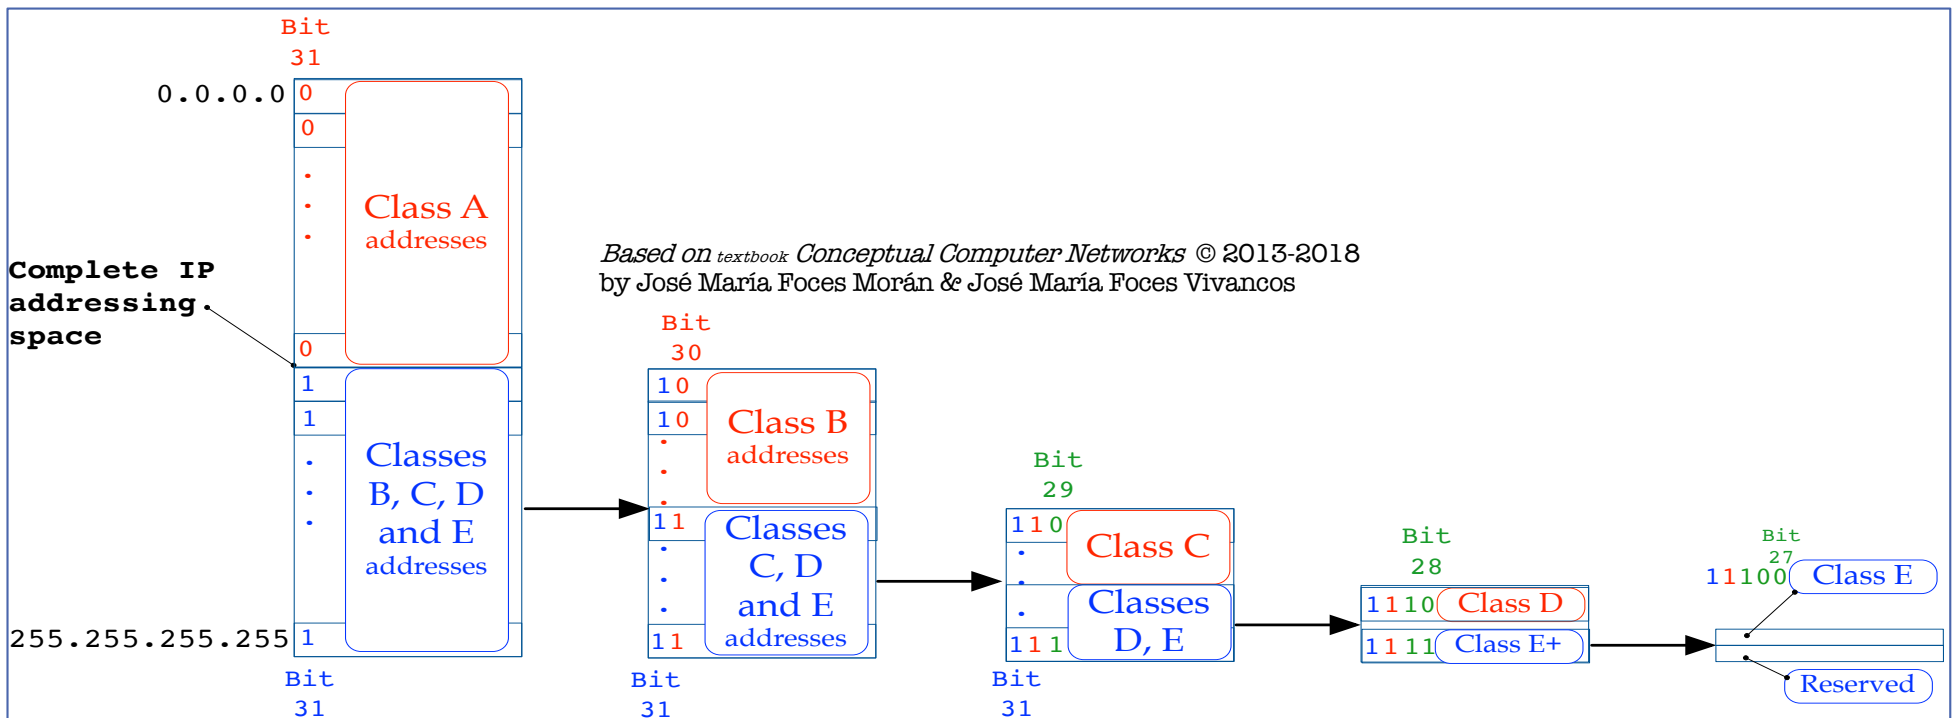 Bit
31
0.0.0.0
0
0
.
.
.
Class A
addresses
Complete IP
addressing
space
0
1
1
.
.
.
Classes
B, C, D
and E
addresses
255.255.255.255
1
Bit
31
Based on textbook Conceptual Computer Networks © 2013-2018
by José María Foces Morán & José María Foces Vivancos
Bit
30
10
10
.
.
.
Class B
addresses
11
.
.
.
11
Classes
C, D
and E
addresses
Bit
31
Bit
29
110
.
.
.
Class C
111
Classes
D, E
Bit
31
Bit
28
1110 Class D
1111 Class E+
Bit
27
11100 Class E
Reserved